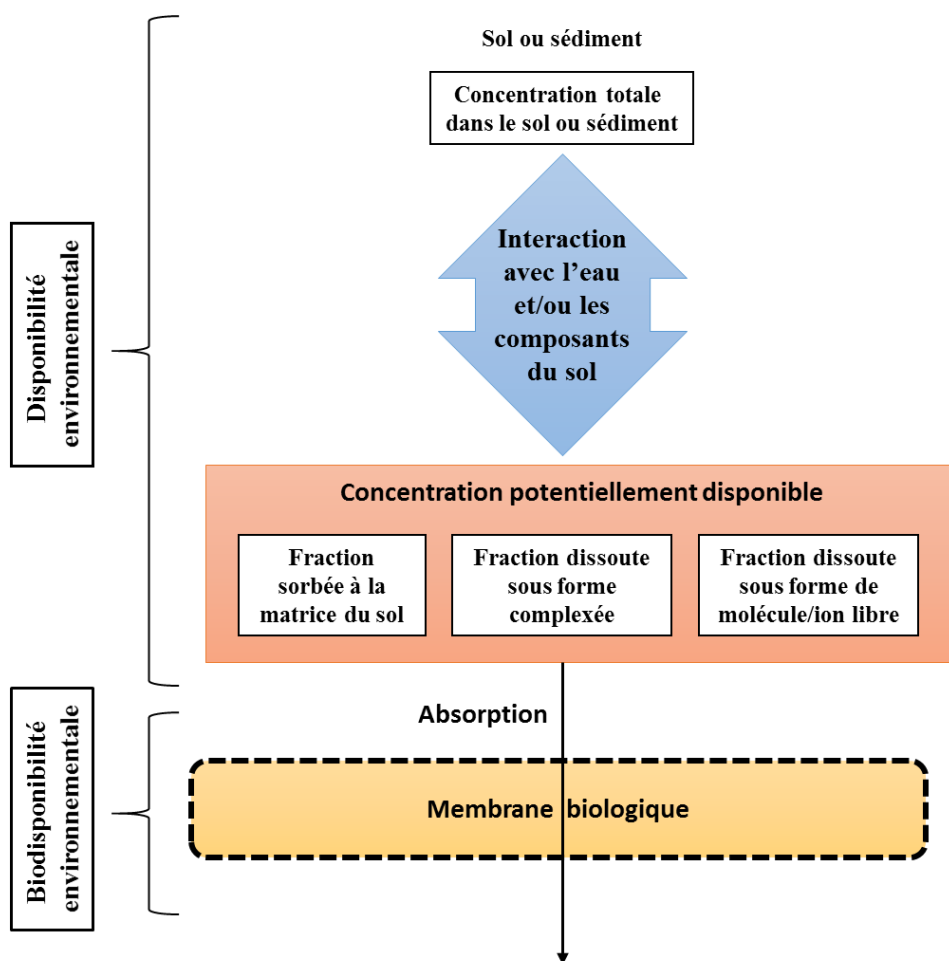 Sol ou sédiment
Concentration totale
dans le sol ou sédiment
Disponibilité
environnementale
Interaction
avec l’eau
et/ou les
composants
du sol
Concentration potentiellement disponible
Fraction
sorbée à la
matrice du sol
Fraction dissoute
sous forme
complexée
Fraction dissoute
sous forme de
molécule/ion libre
Biodisponibilité
environnementale
Absorption
Membrane biologique